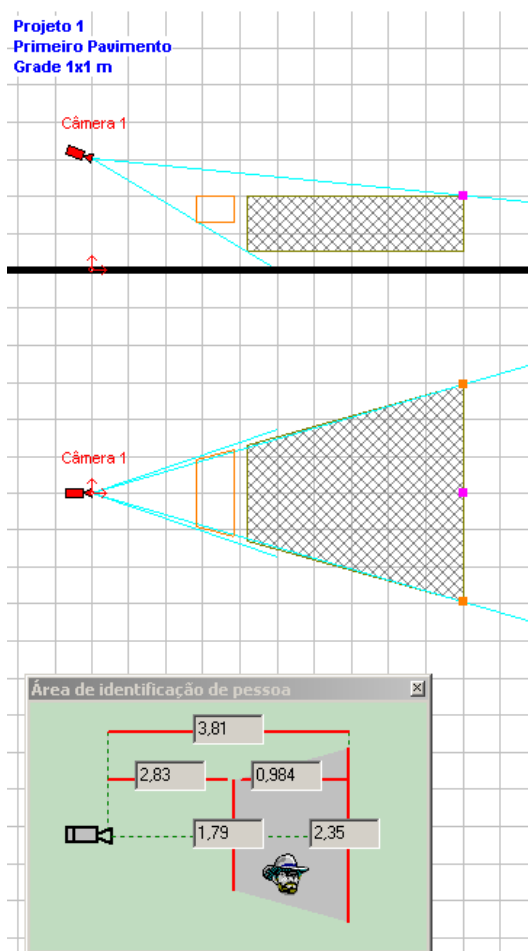 Projeto 1
Primeiro Pavimento
Grade 1x1 m
Câmera 1
Câmera 1
Área de identificação de pessoa
3,81
2,83
0,984
1,79
2,35